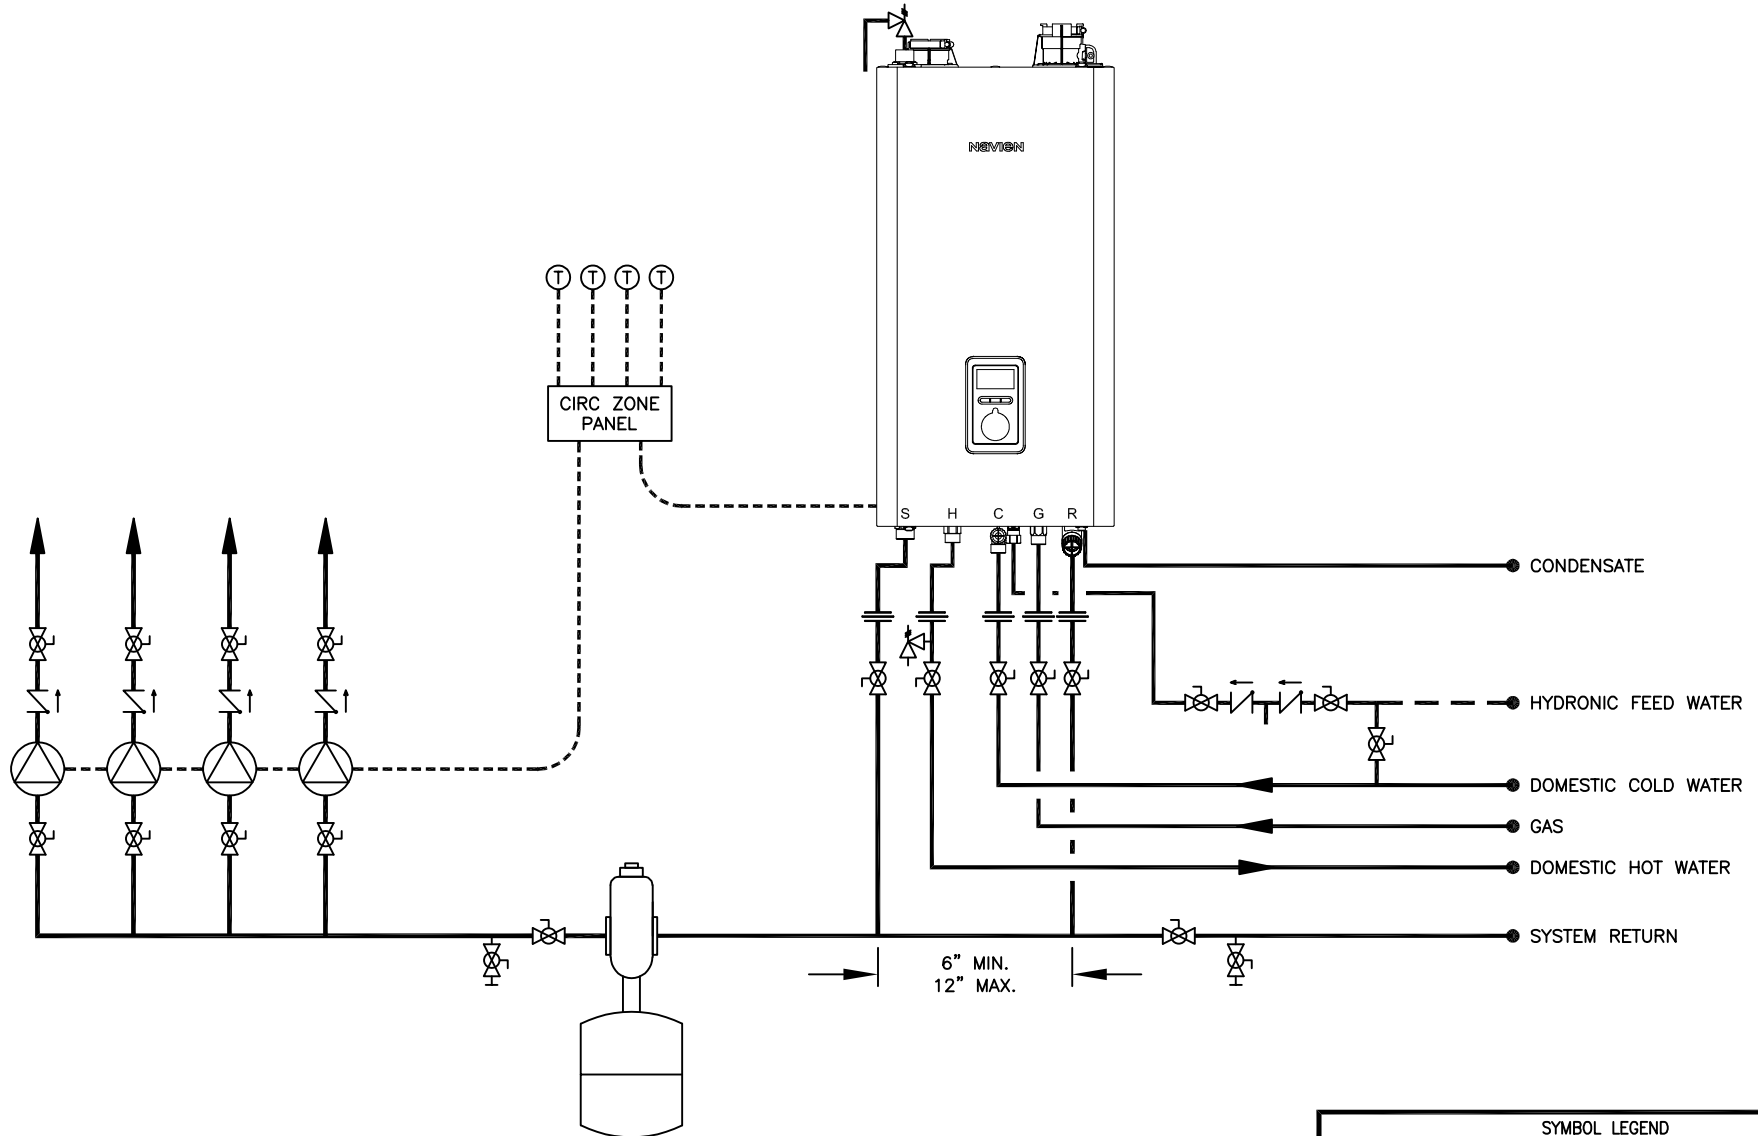 NAVIEN
T T T T
CIRC ZONE
PANEL
S H C G R
CONDENSATE
HYDRONIC FEED WATER
DOMESTIC COLD WATER
GAS
DOMESTIC HOT WATER
SYSTEM RETURN
6" MIN.
12" MAX.
SYMBOL LEGEND